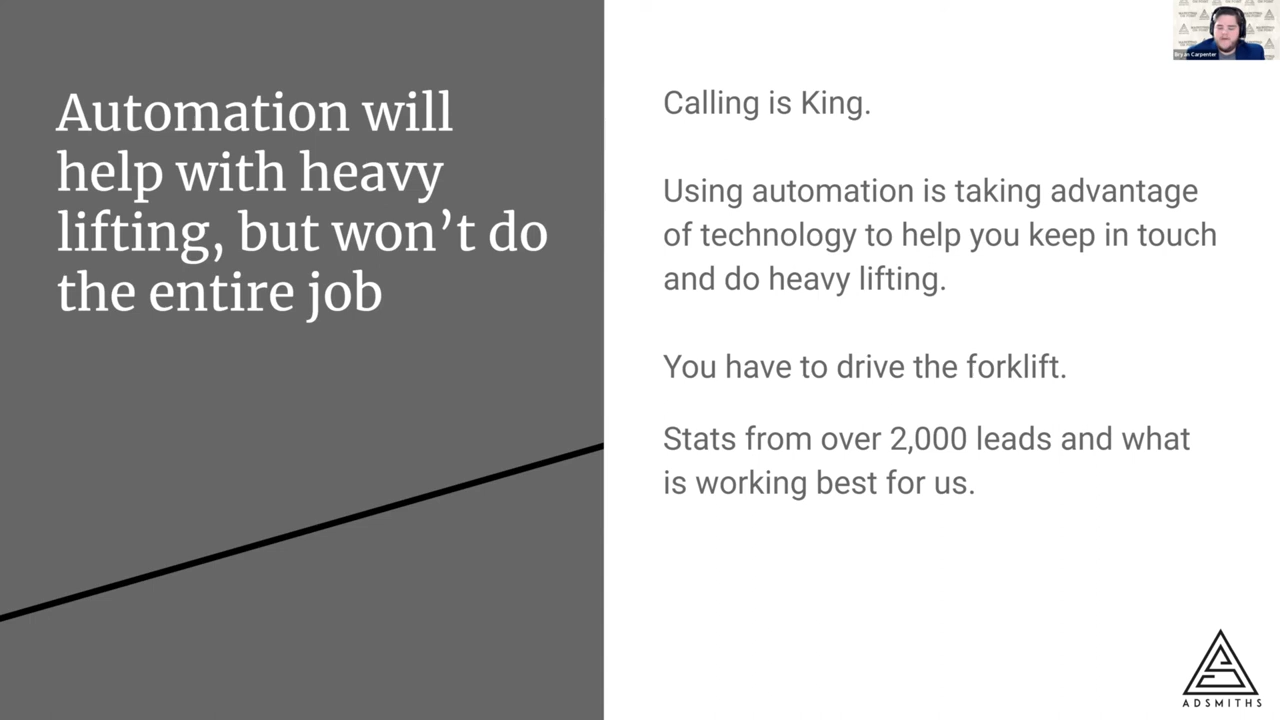 Automation will
help with heavy
lifting, but won’t do
the entire job
Calling is King.
Using automation is taking advantage
of technology to help you keep in touch
and do heavy lifting.
You have to drive the forklift.
Stats from over 2,000 leads and what
is working best for us.
Bryan Carpenter
ADSMITHS